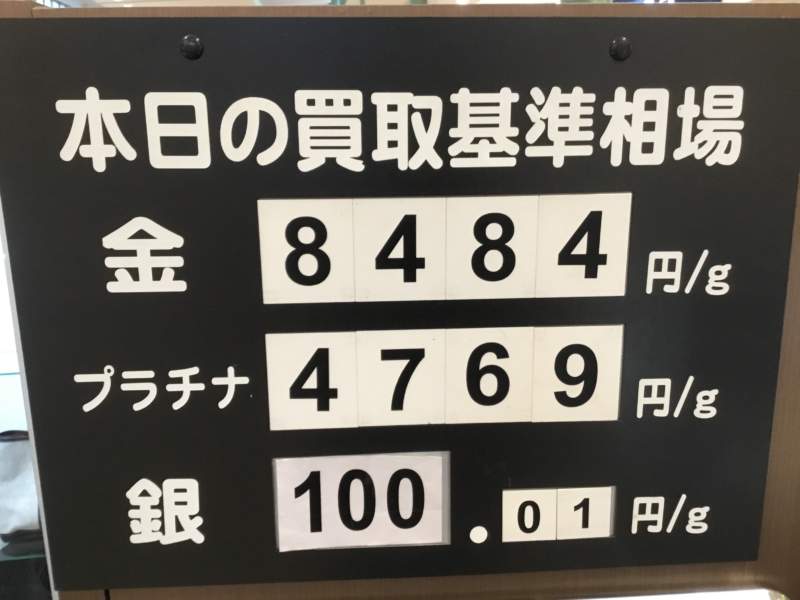 本日の買取基準相場
金 8484 円/g
プラチナ 4769 円/g
銀 100.01 円/g